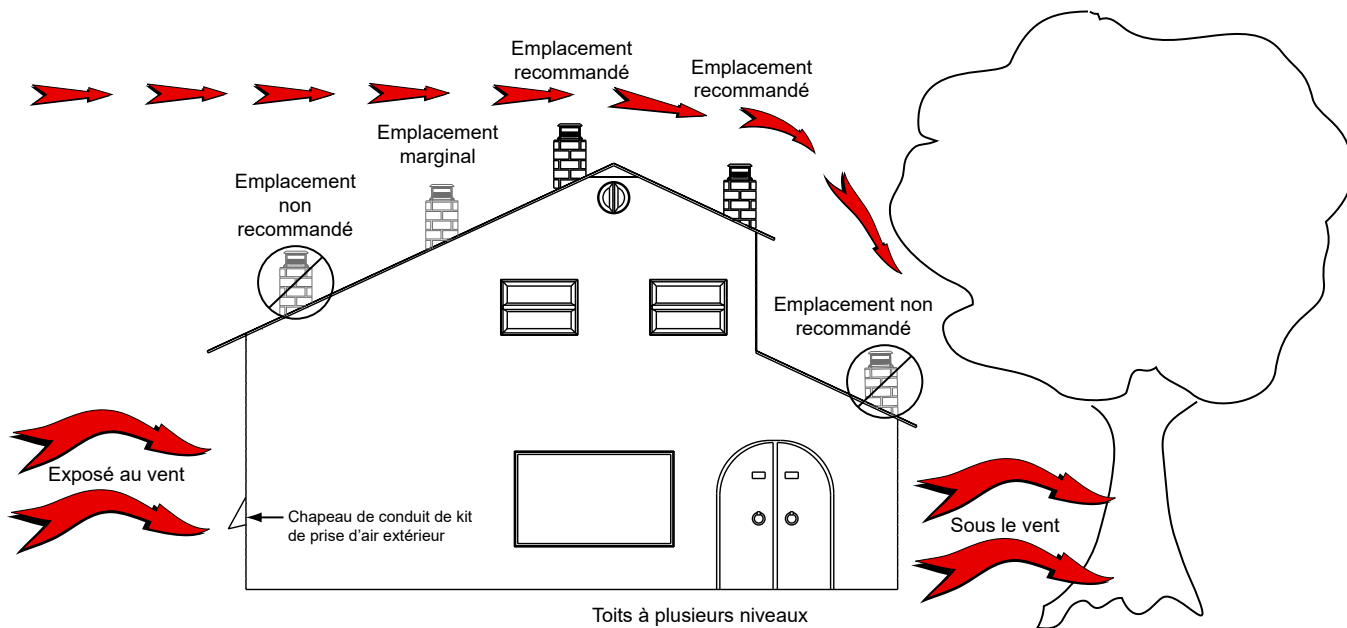 Emplacement
recommandé
Emplacement
recommandé
Emplacement
marginal
Emplacement
non
recommandé
Emplacement non
recommandé
Exposé au vent
Chapeau de conduit de kit
de prise d'air extérieur
Sous le vent
Toits à plusieurs niveaux